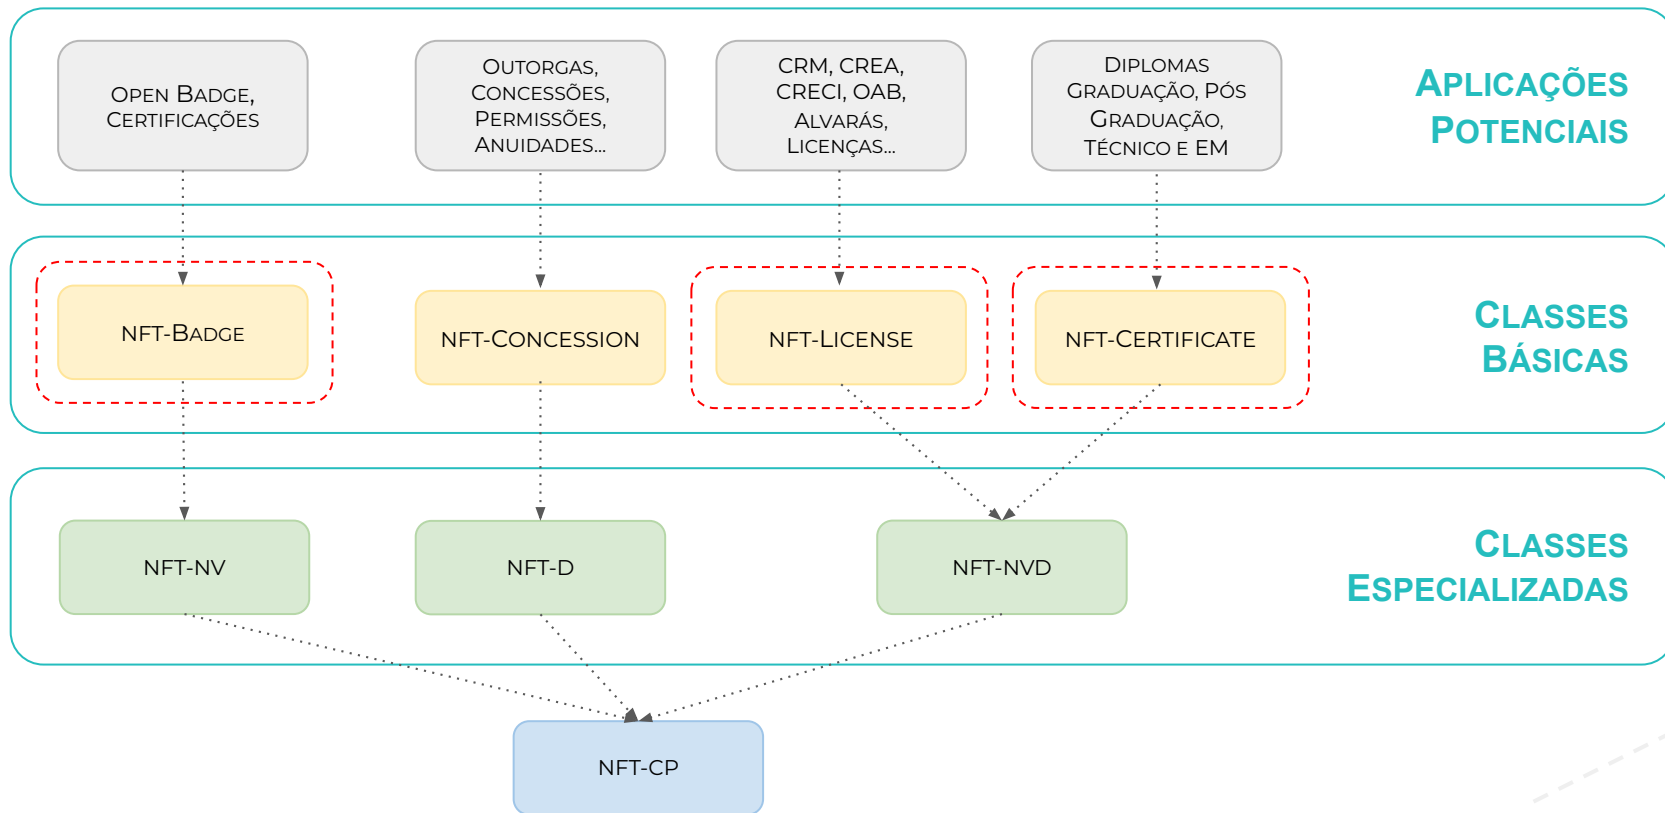 OPEN BADGE,
CERTIFICAÇÕES
OUTORGAS,
CONCESSÕES,
PERMISSÕES,
ANUIDADES...
CRM, CREA,
CRECI, OAB,
ALVARÁS,
LICENÇAS...
DIPLOMAS
GRADUAÇÃO, PÓS
GRADUAÇÃO,
TÉCNICO E EM
APLICAÇÕES
POTENCIAIS
NFT-BADGE
NFT-CONCESSION
NFT-LICENSE
NFT-CERTIFICATE
CLASSES
BÁSICAS
NFT-NV
NFT-D
NFT-NVD
CLASSES
ESPECIALIZADAS
NFT-CP